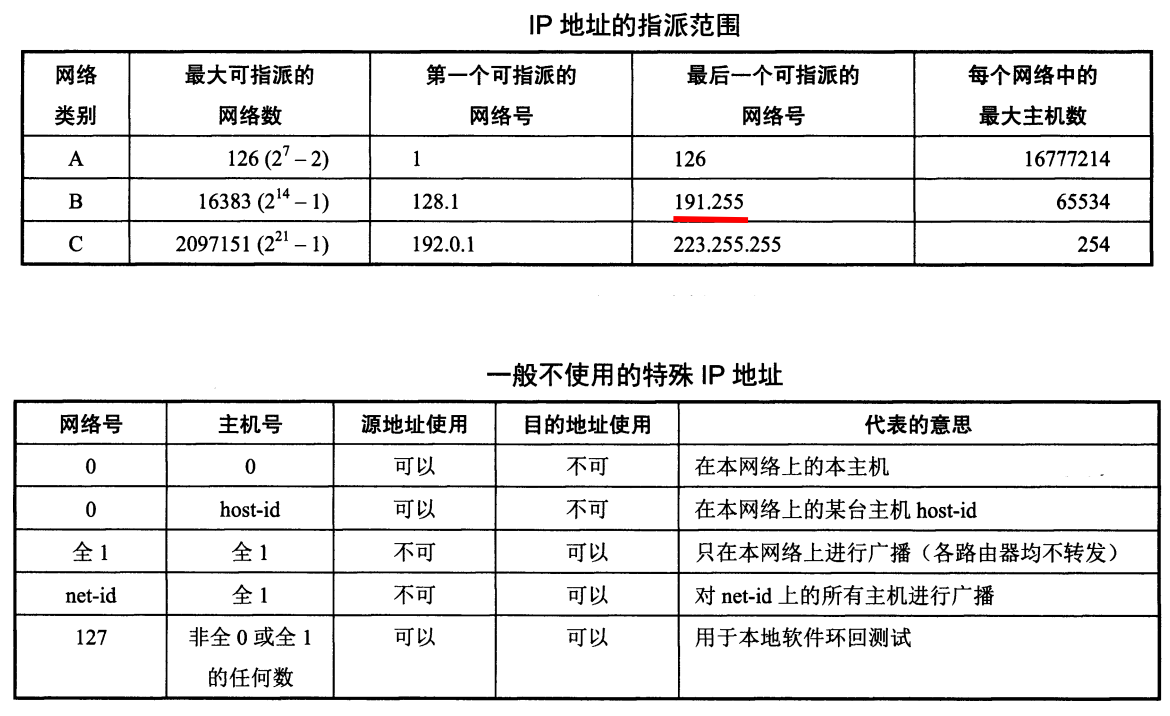 IP 地址的指派范围
网络 最大可指派的 第一个可指派的 最后一个可指派的 每个网络中的
类别 网络数 网络号 网络号 最大主机数
A 126 (2⁷ – 2) 1 126 16777214
B 16383 (2¹⁴ – 1) 128.1 191.255 65534
C 2097151 (2²¹ – 1) 192.0.1 223.255.255 254
一般不使用的特殊 IP 地址
网络号 主机号 源地址使用 目的地址使用 代表的意思
0 0 可以 不可 在本网络上的本主机
0 host-id 可以 不可 在本网络上的某台主机 host-id
全 1 全 1 不可 可以 只在本网络上进行广播（各路由器均不转发）
net-id 全 1 不可 可以 对 net-id 上的所有主机进行广播
127 非全 0 或全 1 可以 可以 用于本地软件环回测试
的任何数